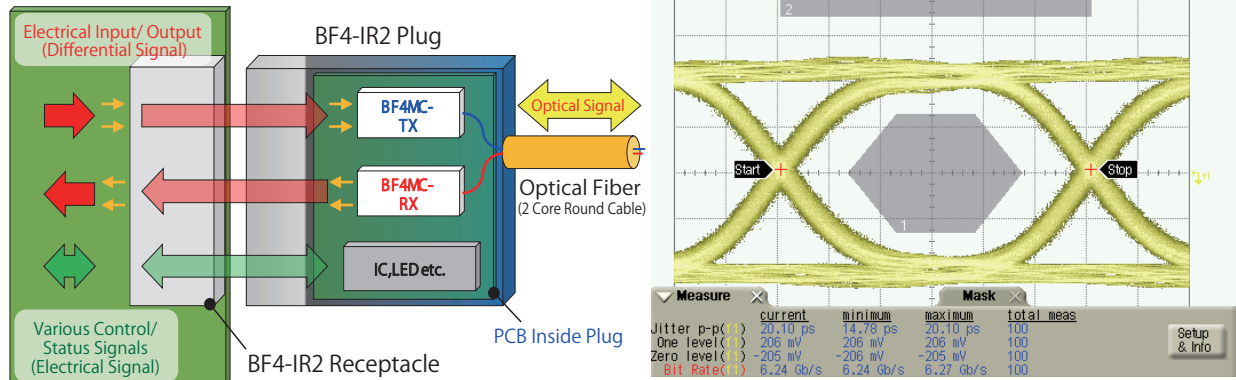 Electrical Input/ Output
(Differential Signal)
BF4-IR2 Plug
BF4MC-
TX
Optical Signal
BF4MC-
RX
Optical Fiber
(2 Core Round Cable)
IC,LED etc.
Various Control/
Status Signals
(Electrical Signal)
PCB Inside Plug
BF4-IR2 Receptacle
2
Start
Stop
f1
1
Measure
Mask
current minimum maximum total meas
Jitter p-p(f1) 20.10 ps 14.78 ps 20.10 ps 100
One level(f1) 206 mV 206 mV 206 mV 100
Zero level(f1) -205 mV -206 mV -205 mV 100
Bit Rate(f1) 6.24 Gb/s 6.24 Gb/s 6.27 Gb/s 100
Setup
& Info